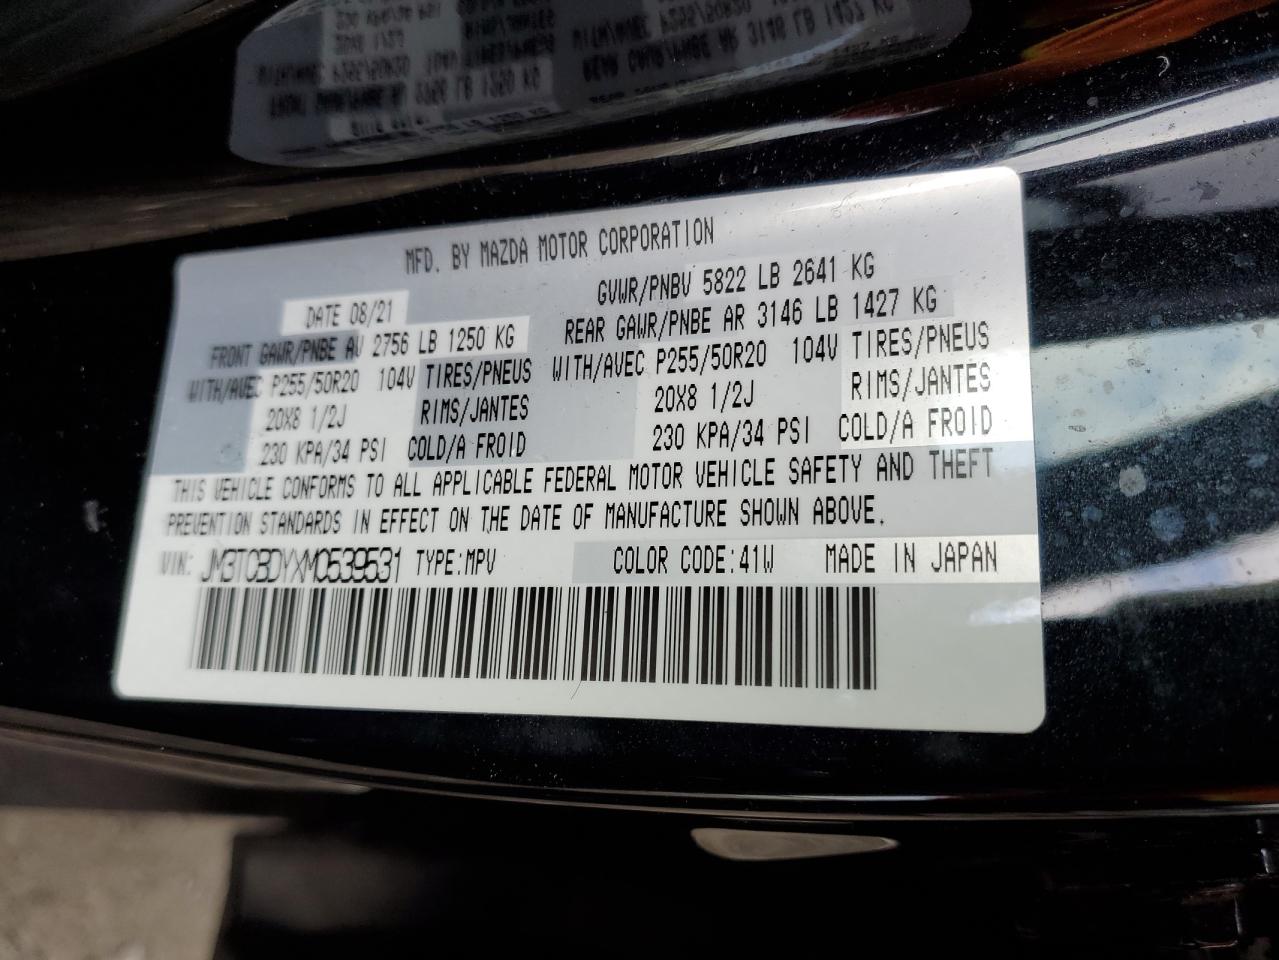 MFD. BY MAZDA MOTOR CORPORATION
DATE 08/21 GVWR/PNBV 5822 LB 2641 KG
FRONT GAWR/PNBE AV 2756 LB 1250 KG REAR GAWR/PNBE AR 3146 LB 1427 KG
WITH/AVEC P255/50R20 104V TIRES/PNEUS WITH/AVEC P255/50R20 104V TIRES/PNEUS
20X8 1/2J RIMS/JANTES 20X8 1/2J RIMS/JANTES
230 KPA/34 PSI COLD/A FROID 230 KPA/34 PSI COLD/A FROID
THIS VEHICLE CONFORMS TO ALL APPLICABLE FEDERAL MOTOR VEHICLE SAFETY AND THEFT
PREVENTION STANDARDS IN EFFECT ON THE DATE OF MANUFACTURE SHOWN ABOVE.
VIN: JM3TCBDYXM0539531 TYPE:MPV COLOR CODE:41W MADE IN JAPAN